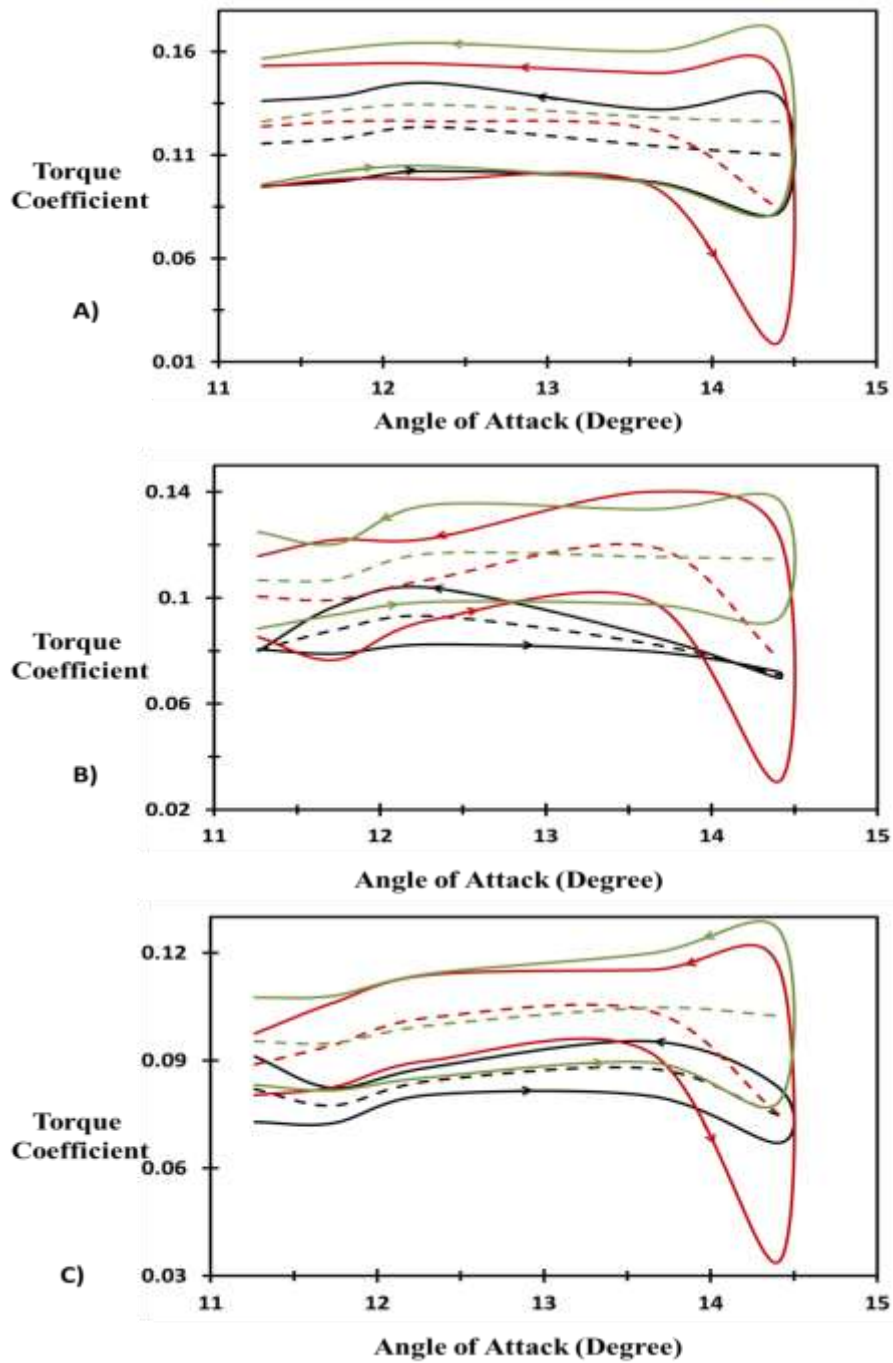 0.16
0.11
0.06
0.01
Torque
Coefficient
A)
11 12 13 14 15
Angle of Attack (Degree)
0.14
0.1
0.06
0.02
Torque
Coefficient
B)
11 12 13 14 15
Angle of Attack (Degree)
0.12
0.09
0.06
0.03
Torque
Coefficient
C)
11 12 13 14 15
Angle of Attack (Degree)